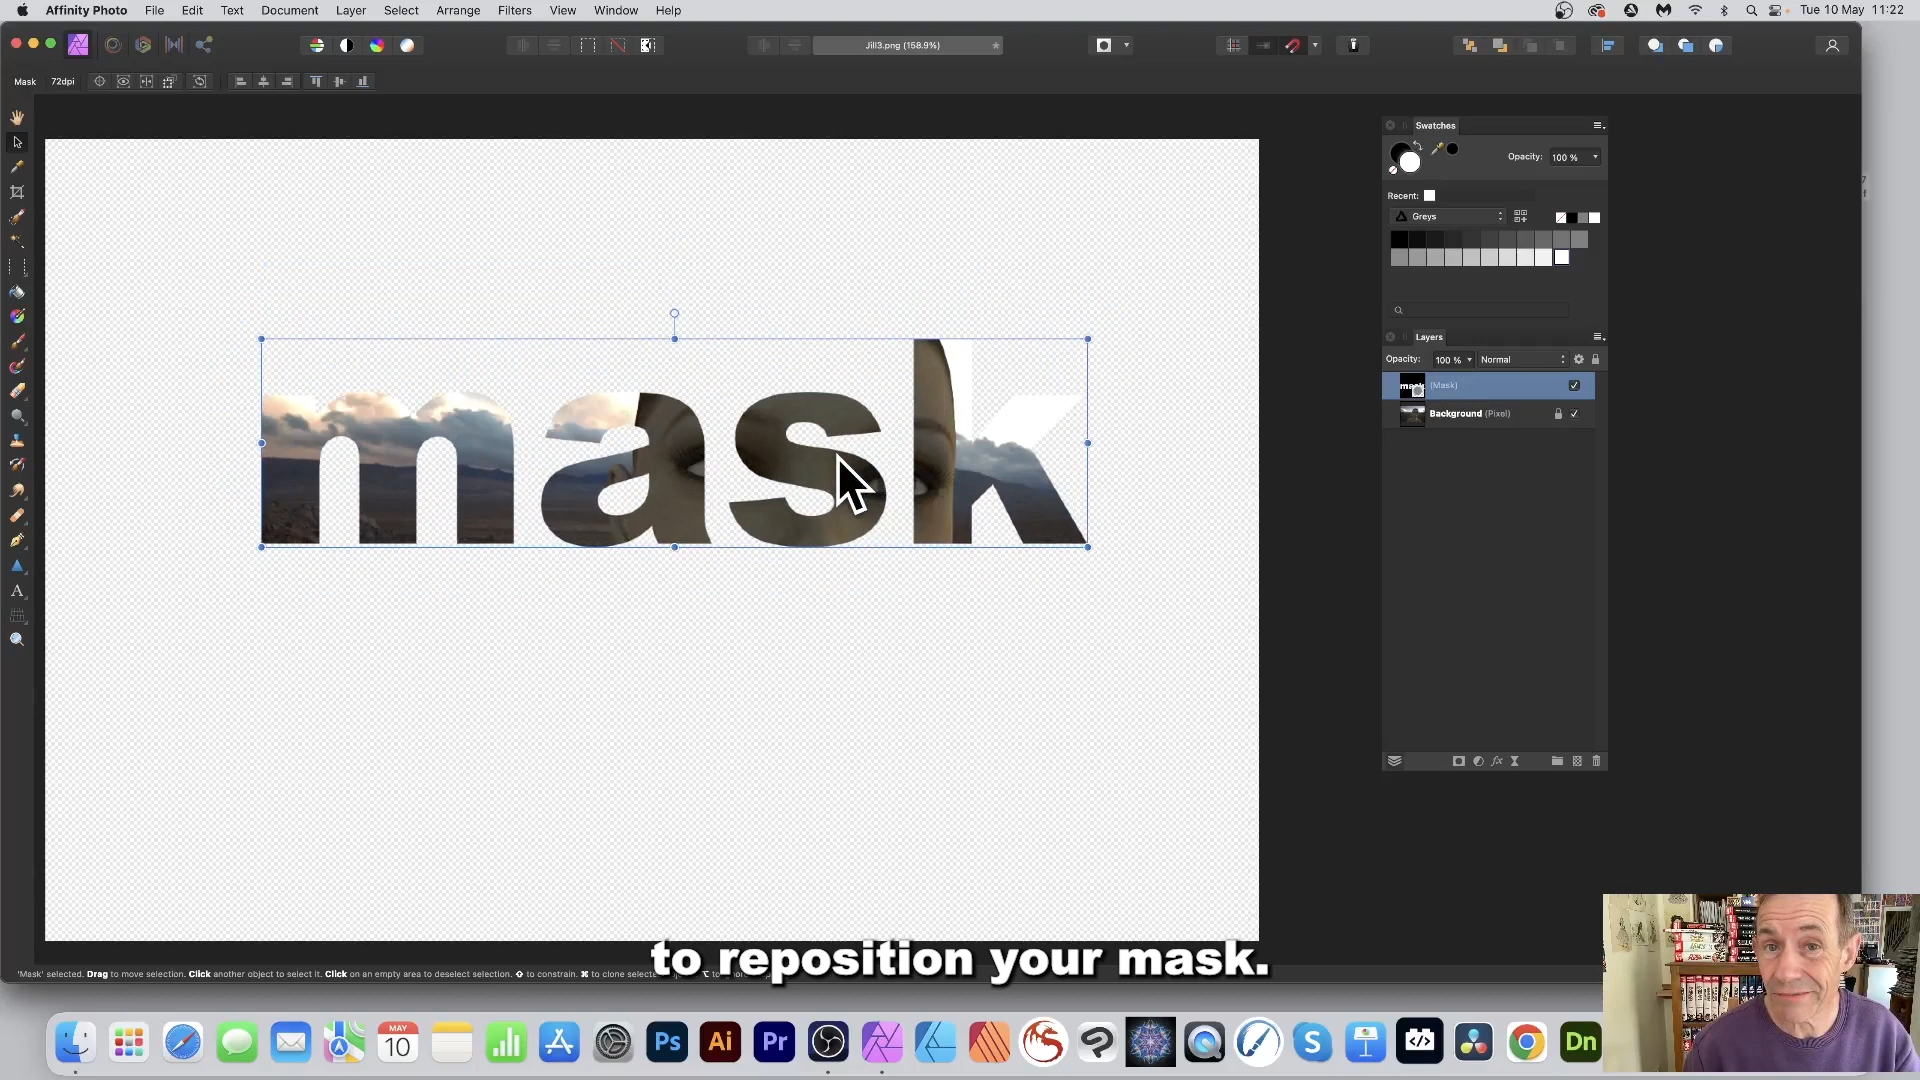 Affinity Photo File Edit Text Document Layer Select Arrange Filters View Window Help Tue 10 May 11:22
Jill3.png (158.9%)
Mask 72dpi
Swatches
Opacity: 100 %
Recent:
Greys
Layers
Opacity: 100 % Normal
mask (Mask)
Background (Pixel)
mask
to reposition your mask.
'Mask' selected. Drag to move selection. Click another object to select it. Click on an empty area to deselect selection. ⇧ to constrain. ⌘ to clone selected
MAY
10
Ps Ai Pr S Dn